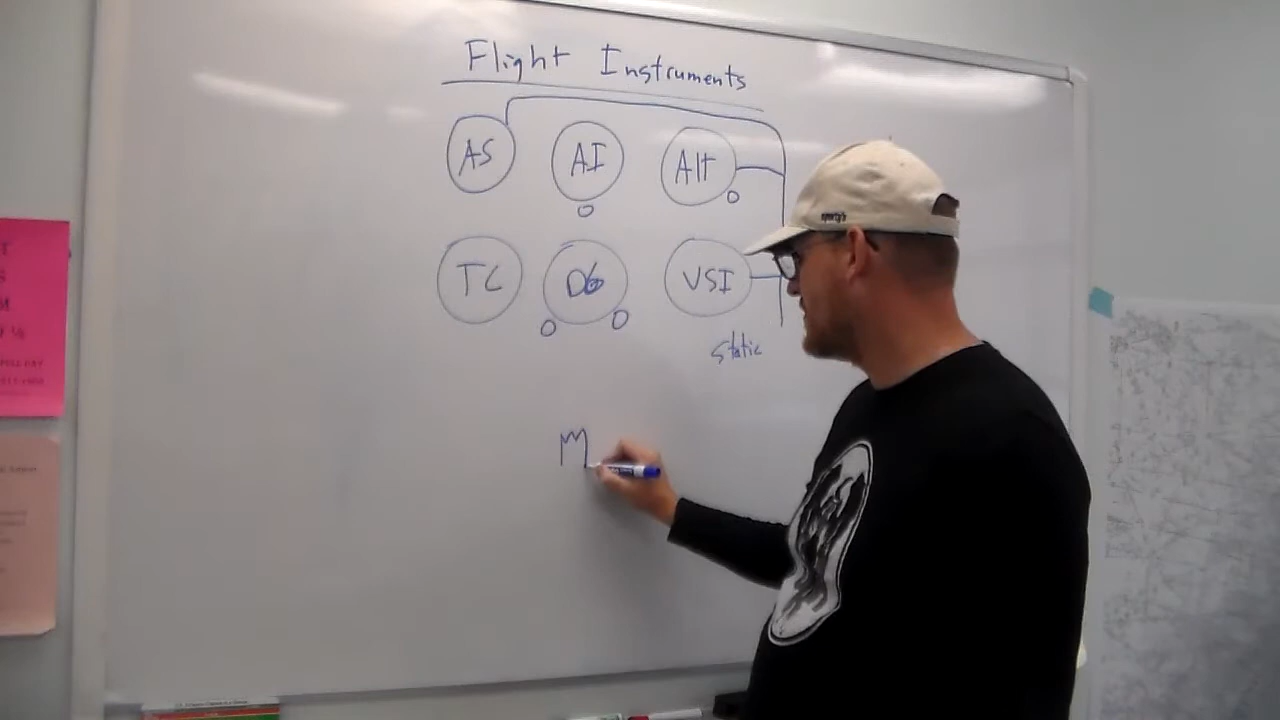 Flight Instruments
AS AI Alt
TC DG VSI
static
M